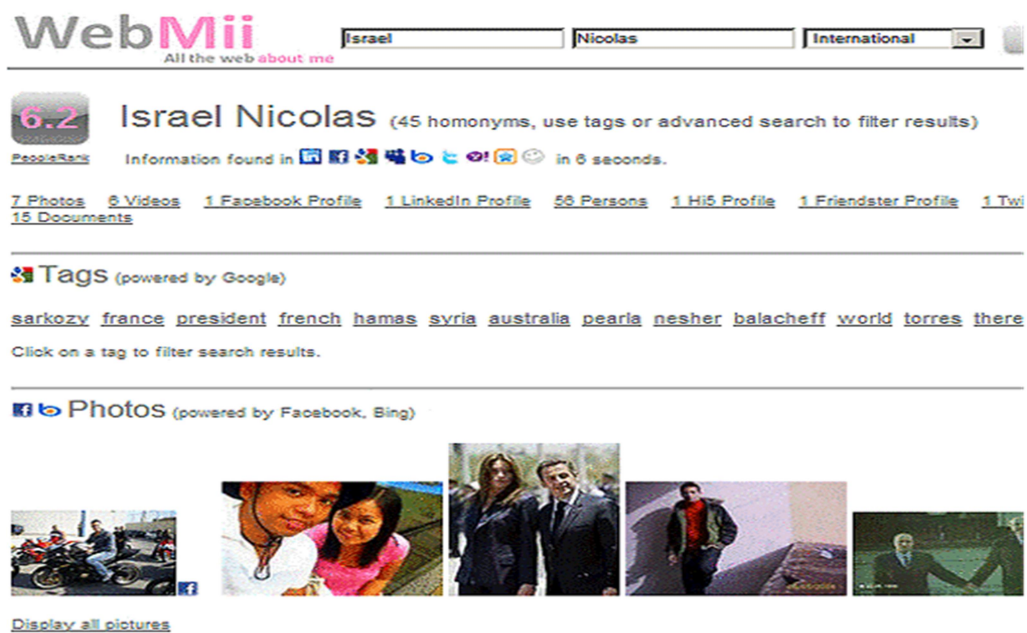 WebMii
All the web about me
Israel Nicolas International
6.2 Israel Nicolas (45 homonyms, use tags or advanced search to filter results)
PeopleRank Information found in in 6 seconds.
7 Photos 6 Videos 1 Facebook Profile 1 LinkedIn Profile 56 Persons 1 Hi5 Profile 1 Friendster Profile 1 Twi
15 Documents
Tags (powered by Google)
sarkozy france president french hamas syria australia pearla nesher balacheff world torres there
Click on a tag to filter search results.
Photos (powered by Facebook, Bing)
Display all pictures